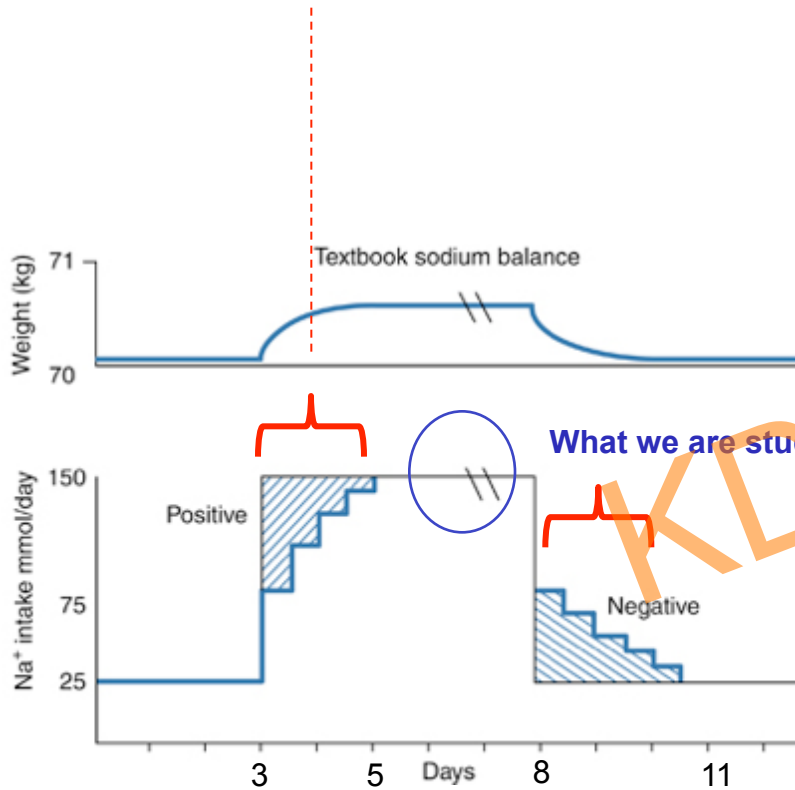 Textbook sodium balance
Weight (kg)
71
70
What we are
Na⁺ intake mmol/day
150
75
25
Positive
Negative
3 5 Days 8 11
KD